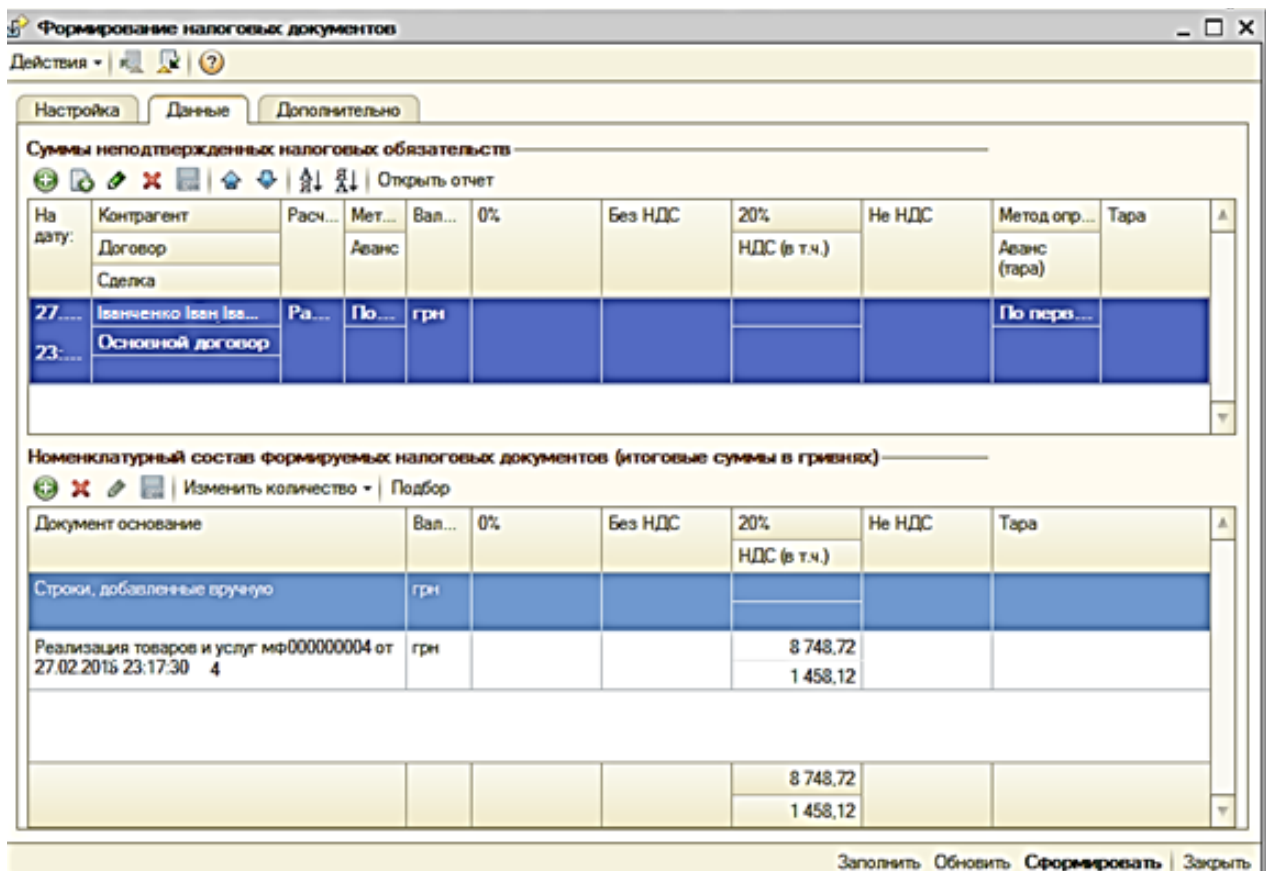 Формирование налоговых документов
Действия
Настройка Данные Дополнительно
Суммы неподтвержденных налоговых обязательств
Открыть отчет
На дату: Контрагент Расч... Мет... Вал... 0% Без НДС 20% Не НДС Метод опр... Тара
Договор Аванс НДС (в т.ч.) Аванс (тара)
Сделка
27.... Іванченко Іван Іва... Ра.... По.... грн По перв....
23:.... Основной договор
Номенклатурный состав формируемых налоговых документов (итоговые суммы в гривнях)
Изменить количество Подбор
Документ основание Вал... 0% Без НДС 20% Не НДС Тара
НДС (в т.ч.)
Строки, добавленные вручную грн
Реализация товаров и услуг мф000000004 от грн 8 748,72
27.02.2016 23:17:30 4 1 458,12
8 748,72
1 458,12
Заполнить Обновить Сформировать Закрыть